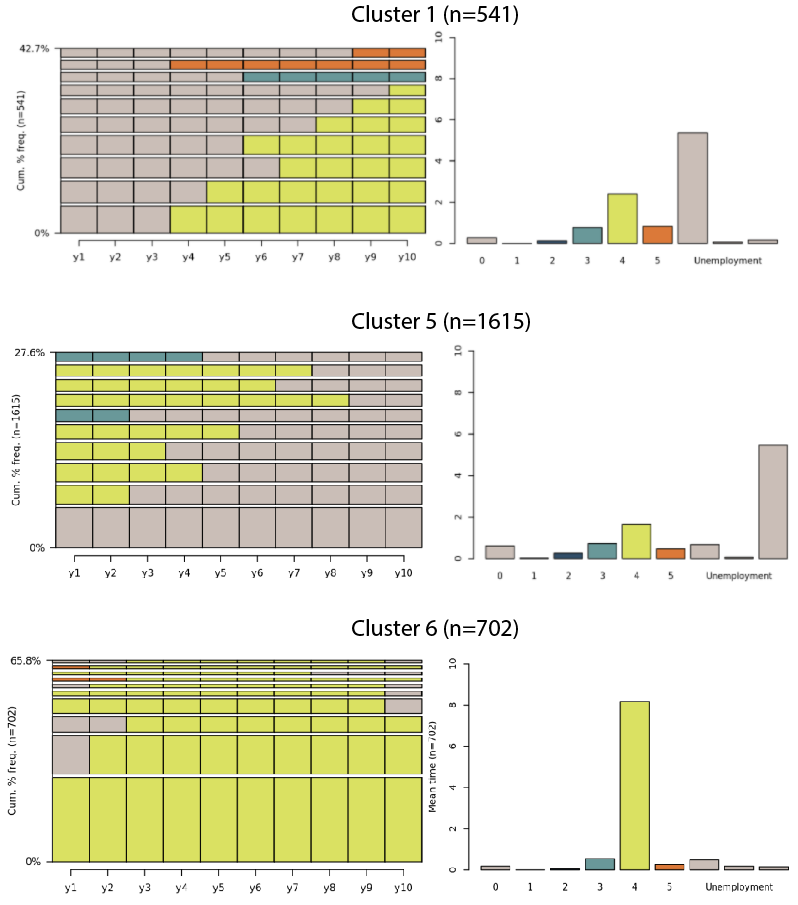 Cluster 1 (n=541)
42.7%
Cum. % freq. (n=541)
0%
y1 y2 y3 y4 y5 y6 y7 y8 y9 y10
10
8
6
4
2
0
0 1 2 3 4 5 Unemployment
Cluster 5 (n=1615)
27.6%
Cum. % freq. (n=1615)
0%
y1 y2 y3 y4 y5 y6 y7 y8 y9 y10
10
8
6
4
2
0
0 1 2 3 4 5 Unemployment
Cluster 6 (n=702)
65.8%
Cum. % freq. (n=702)
0%
y1 y2 y3 y4 y5 y6 y7 y8 y9 y10
Mean time (n=702)
10
8
6
4
2
0
0 1 2 3 4 5 Unemployment